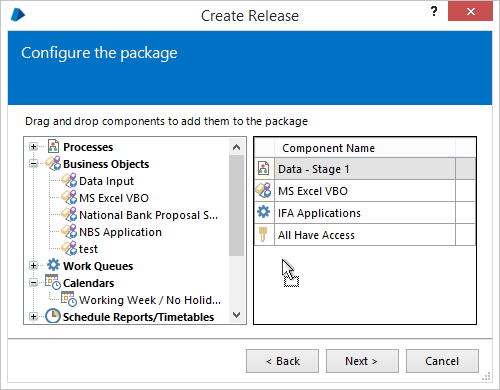 Create Release
?
Configure the package
Drag and drop components to add them to the package
Processes
Business Objects
Data Input
MS Excel VBO
National Bank Proposal S...
NBS Application
test
Work Queues
Calendars
Working Week / No Holid...
Schedule Reports/Timetables
Component Name
Data - Stage 1
MS Excel VBO
IFA Applications
All Have Access
< Back
Next >
Cancel